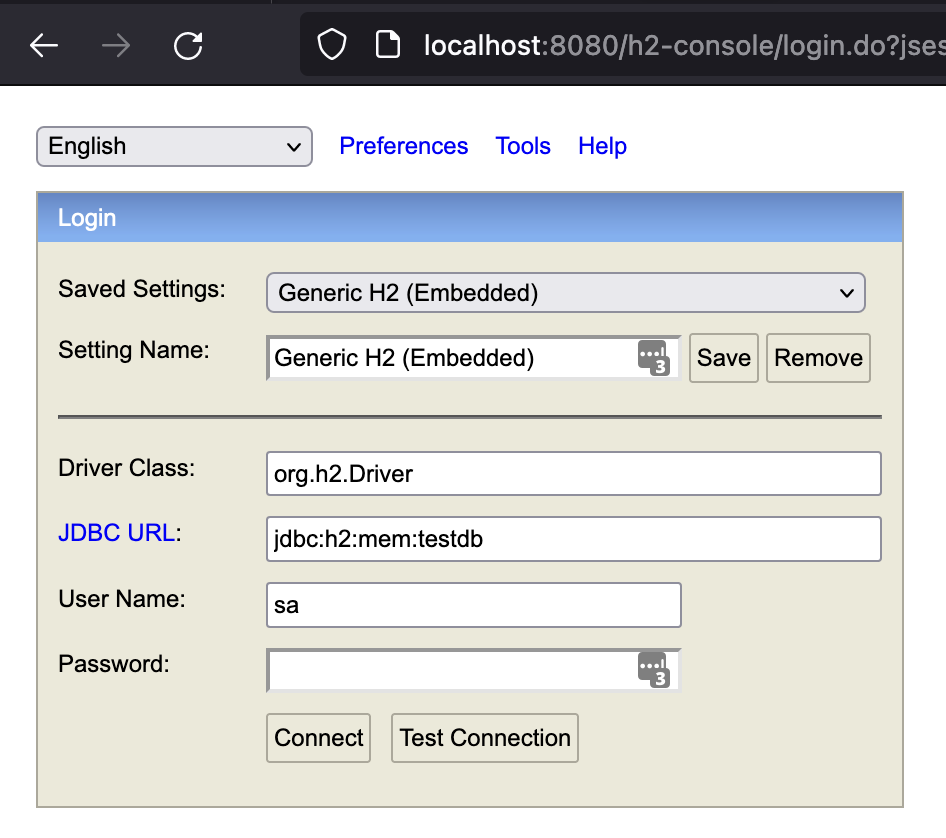 localhost:8080/h2-console/login.do?jses
English Preferences Tools Help
Login
Saved Settings: Generic H2 (Embedded)
Setting Name: Generic H2 (Embedded) 3 Save Remove
Driver Class: org.h2.Driver
JDBC URL: jdbc:h2:mem:testdb
User Name: sa
Password: 3
Connect Test Connection